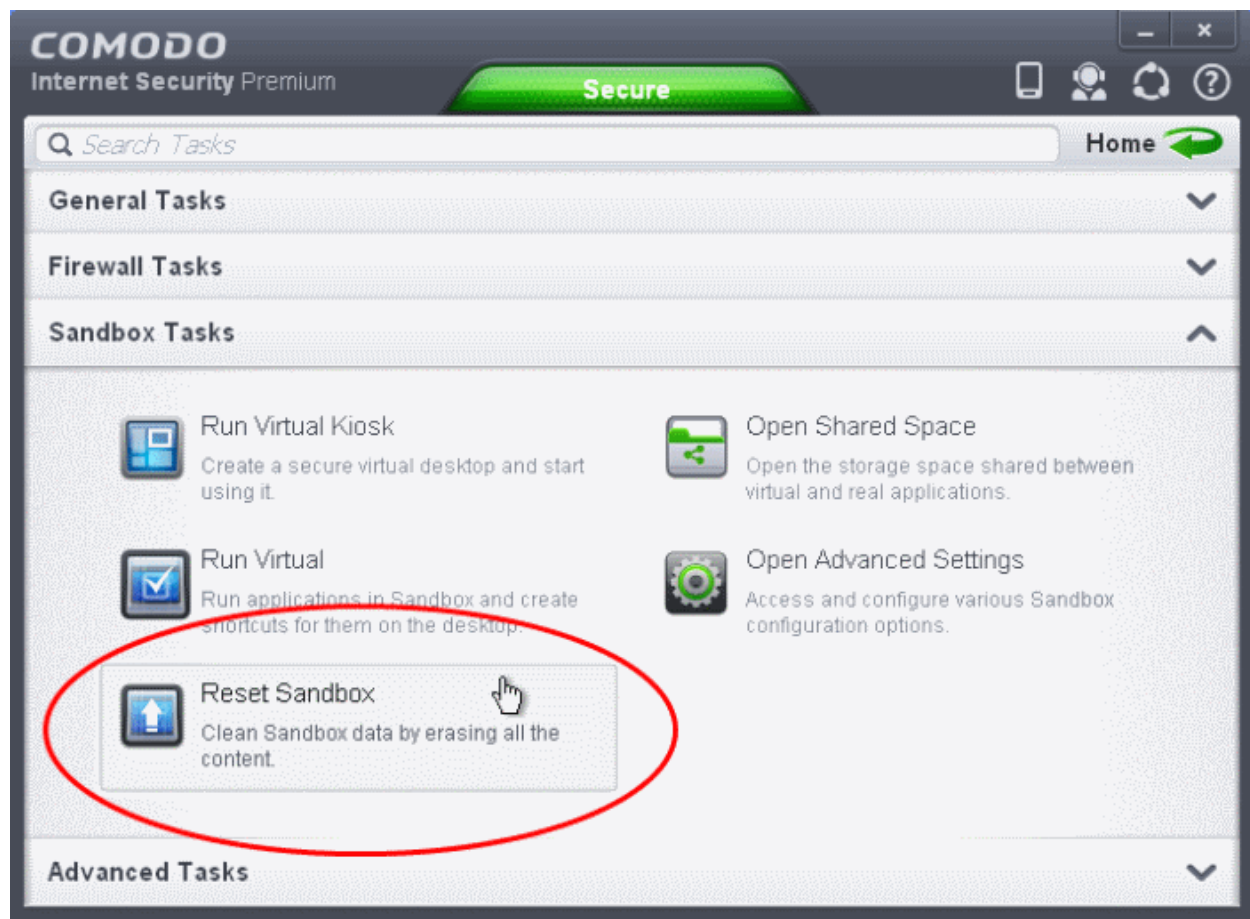 COMODO
Internet Security Premium
Secure
Search Tasks
Home
General Tasks
Firewall Tasks
Sandbox Tasks
Run Virtual Kiosk
Create a secure virtual desktop and start
using it.
Open Shared Space
Open the storage space shared between
virtual and real applications.
Run Virtual
Run applications in Sandbox and create
shortcuts for them on the desktop.
Open Advanced Settings
Access and configure various Sandbox
configuration options.
Reset Sandbox
Clean Sandbox data by erasing all the
content.
Advanced Tasks